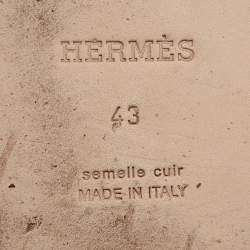 HERMÈS
43
semelle cuir
MADE IN ITALY